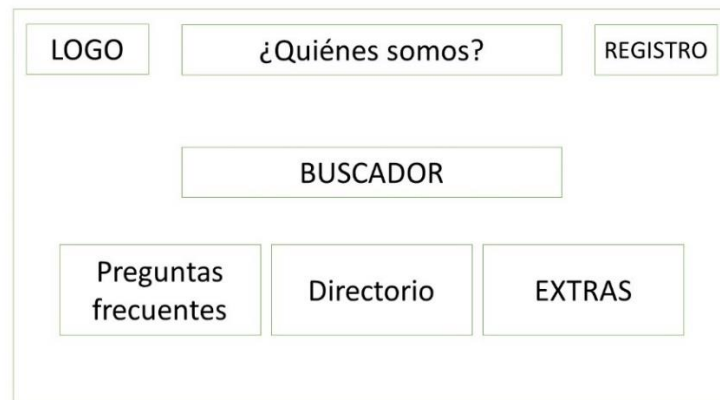 LOGO
¿Quiénes somos?
REGISTRO
BUSCADOR
Preguntas
frecuentes
Directorio
EXTRAS